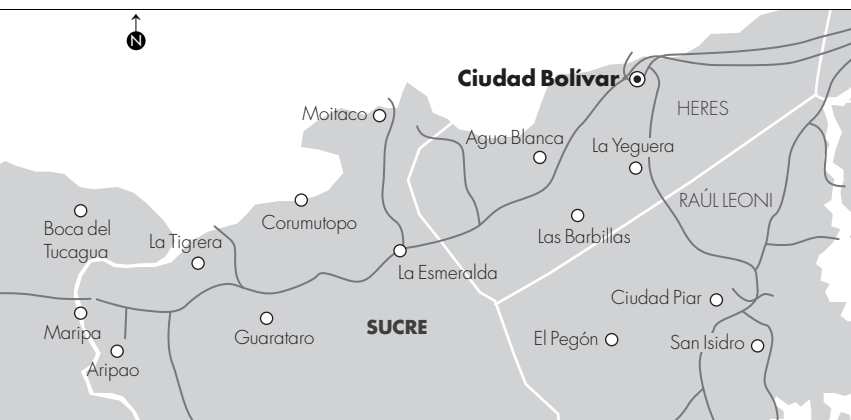 N
Ciudad Bolívar
HERES
Moitaco
Agua Blanca
La Yeguera
RAÚL LEONI
Boca del
Tucagua
La Tigrera
Corumutopo
Las Barbillas
La Esmeralda
Ciudad Piar
Maripa
Guarataro
SUCRE
El Pegón
San Isidro
Aripao